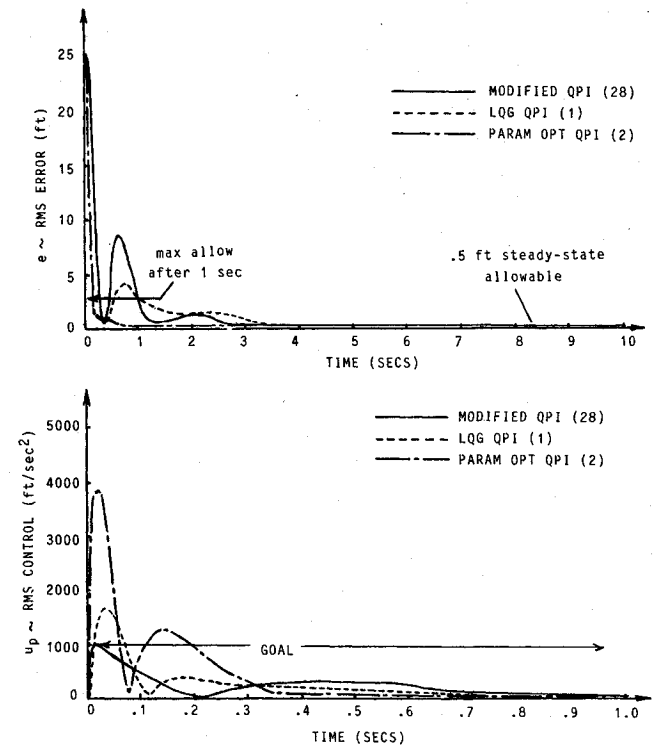 25
20
15
10
5
0
e ~ RMS ERROR (ft)
MODIFIED QPI (28)
LQG QPI (1)
PARAM OPT QPI (2)
max allow
after 1 sec
.5 ft steady-state
allowable
0 1 2 3 4 5 6 7 8 9 10
TIME (SECS)
5000
4000
3000
2000
1000
0
up ~ RMS CONTROL (ft/sec²)
MODIFIED QPI (28)
LQG QPI (1)
PARAM OPT QPI (2)
GOAL
0 .1 .2 .3 .4 .5 .6 .7 .8 .9 1.0
TIME (SECS)